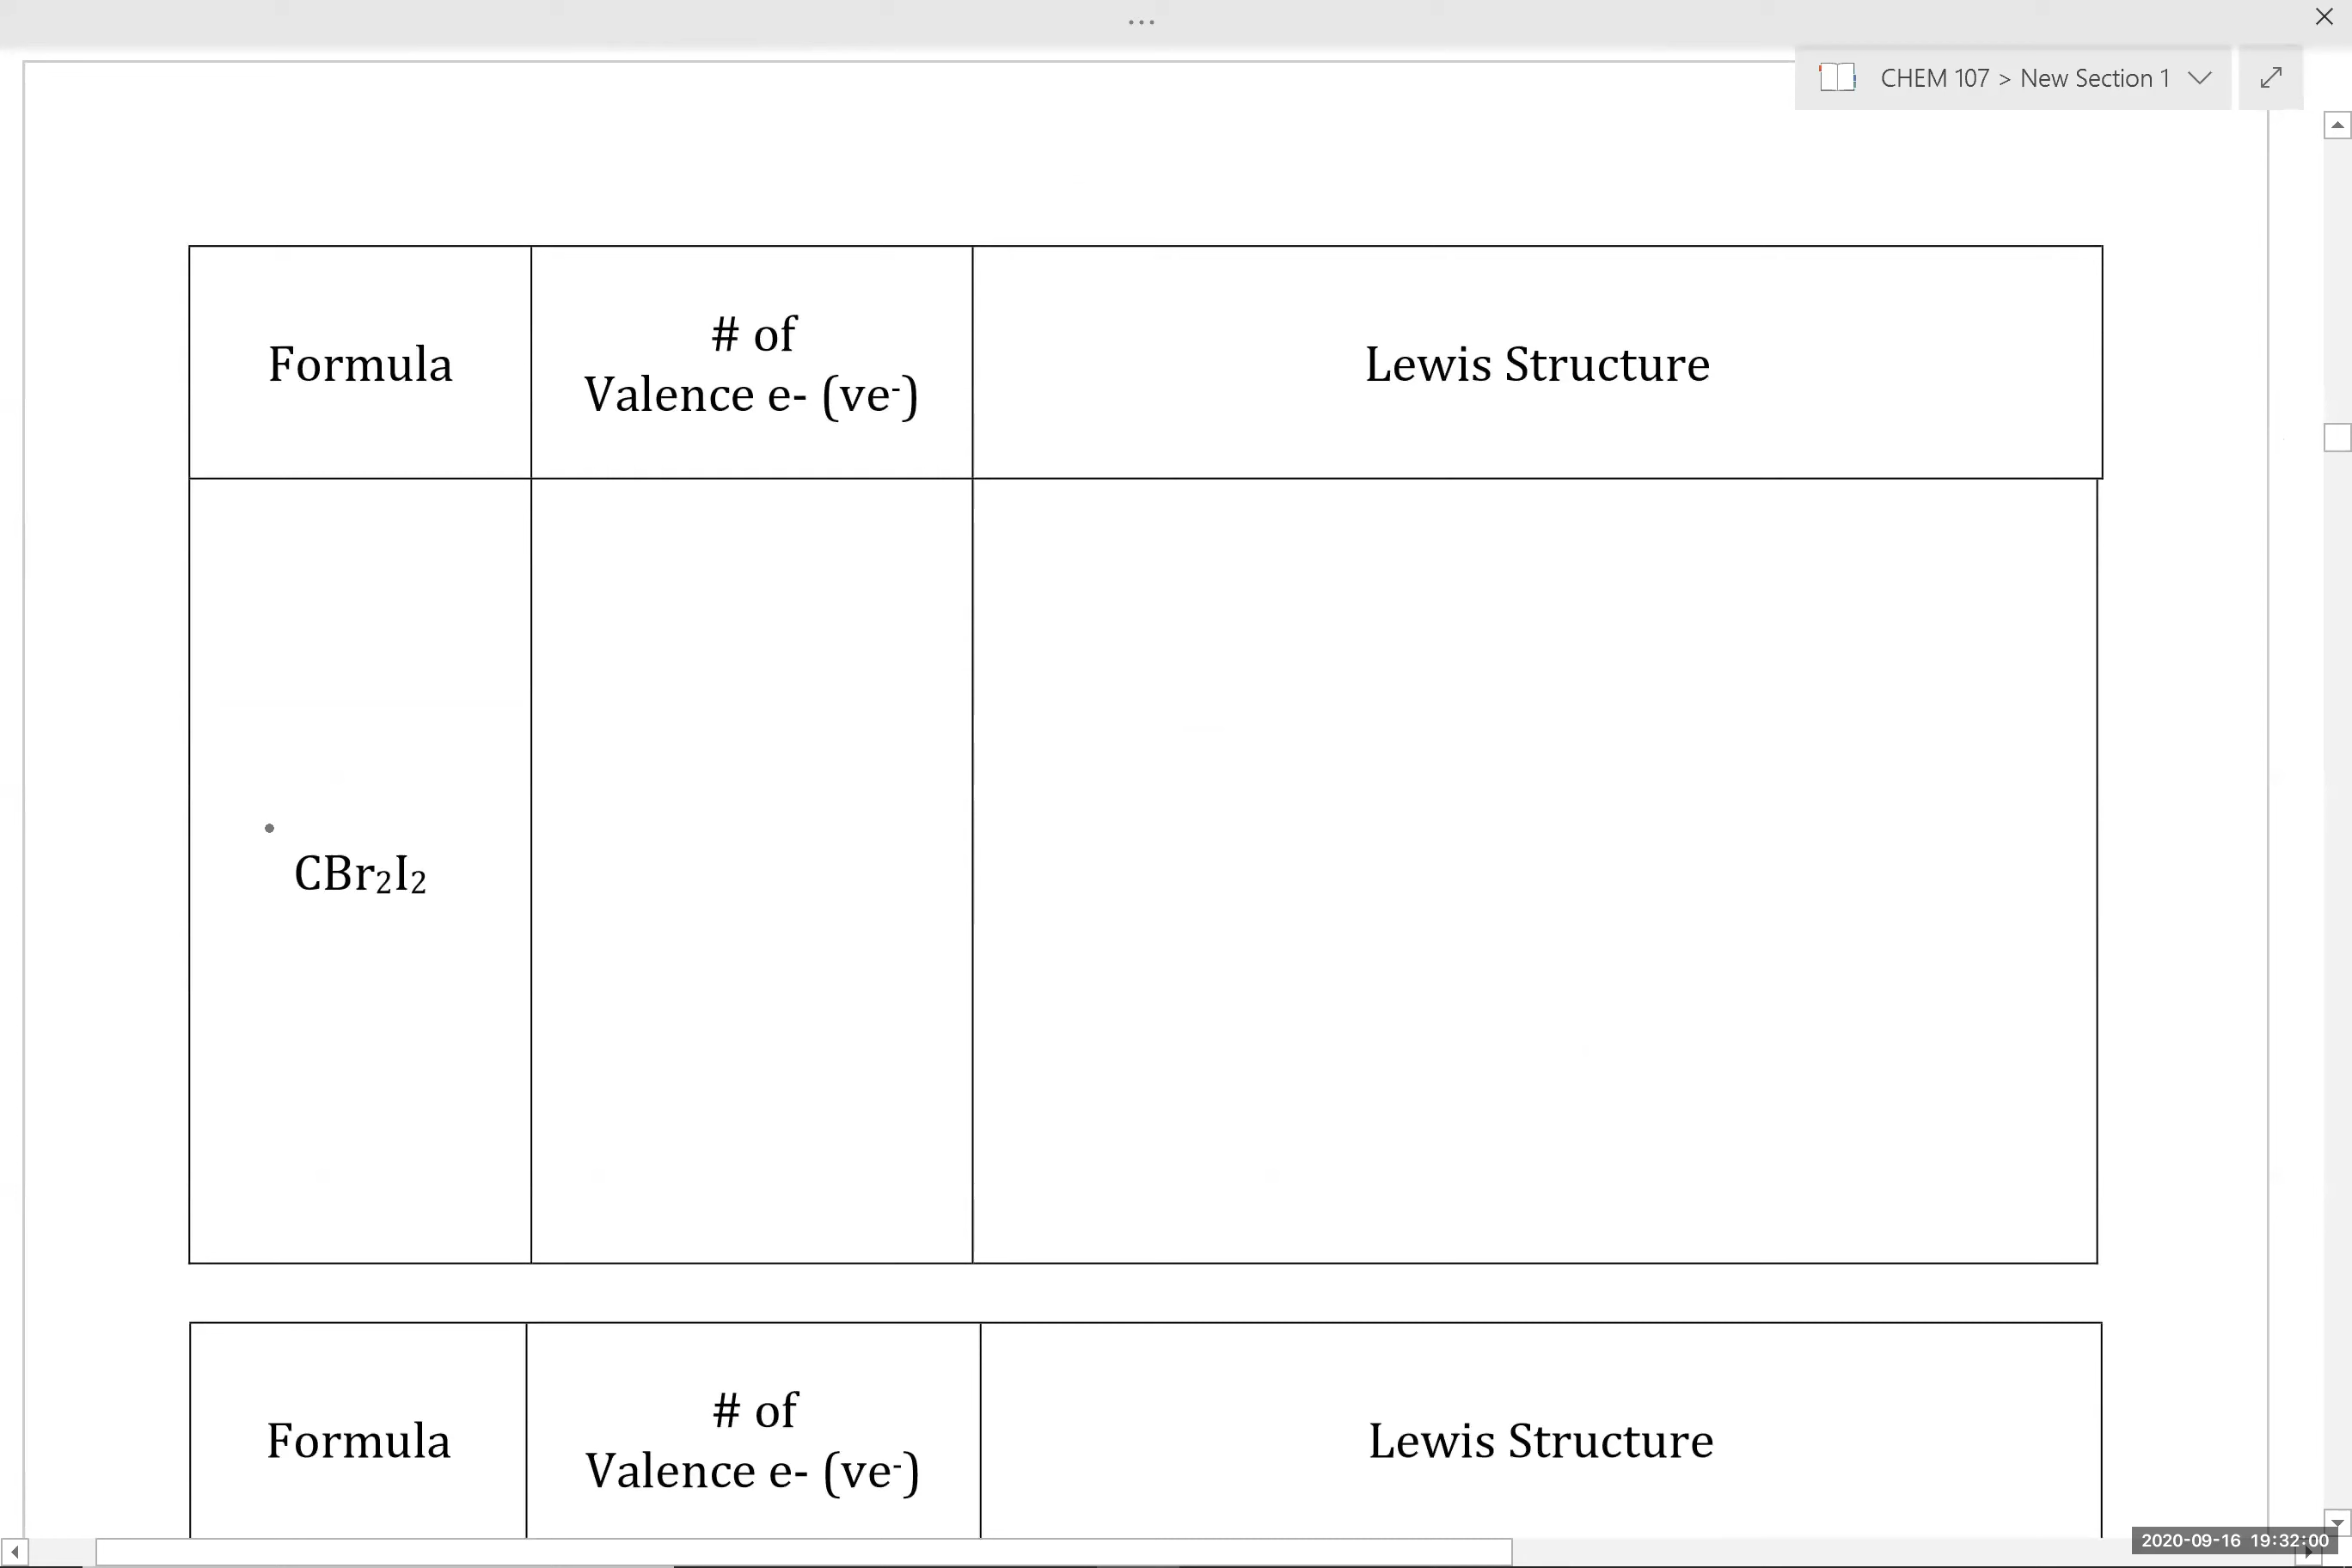 CHEM 107 > New Section 1
Formula
# of
Valence e- (ve⁻)
Lewis Structure
CBr₂I₂
Formula
# of
Valence e- (ve⁻)
Lewis Structure
2020-09-16 19:32:00